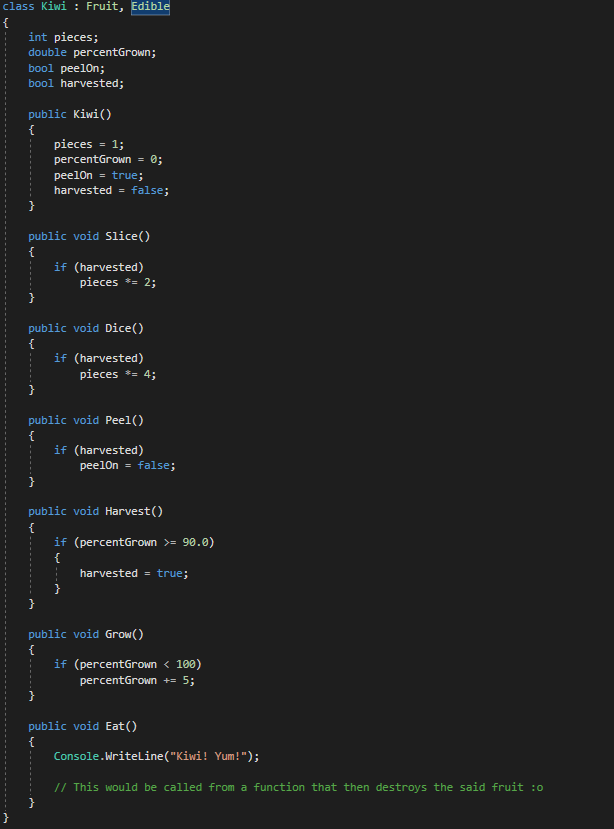 class Kiwi : Fruit, Edible
{
    int pieces;
    double percentGrown;
    bool peelOn;
    bool harvested;

    public Kiwi()
    {
        pieces = 1;
        percentGrown = 0;
        peelOn = true;
        harvested = false;
    }

    public void Slice()
    {
        if (harvested)
            pieces *= 2;
    }

    public void Dice()
    {
        if (harvested)
            pieces *= 4;
    }

    public void Peel()
    {
        if (harvested)
            peelOn = false;
    }

    public void Harvest()
    {
        if (percentGrown >= 90.0)
        {
            harvested = true;
        }
    }

    public void Grow()
    {
        if (percentGrown < 100)
            percentGrown += 5;
    }

    public void Eat()
    {
        Console.WriteLine("Kiwi! Yum!");

        // This would be called from a function that then destroys the said fruit :o
    }
}